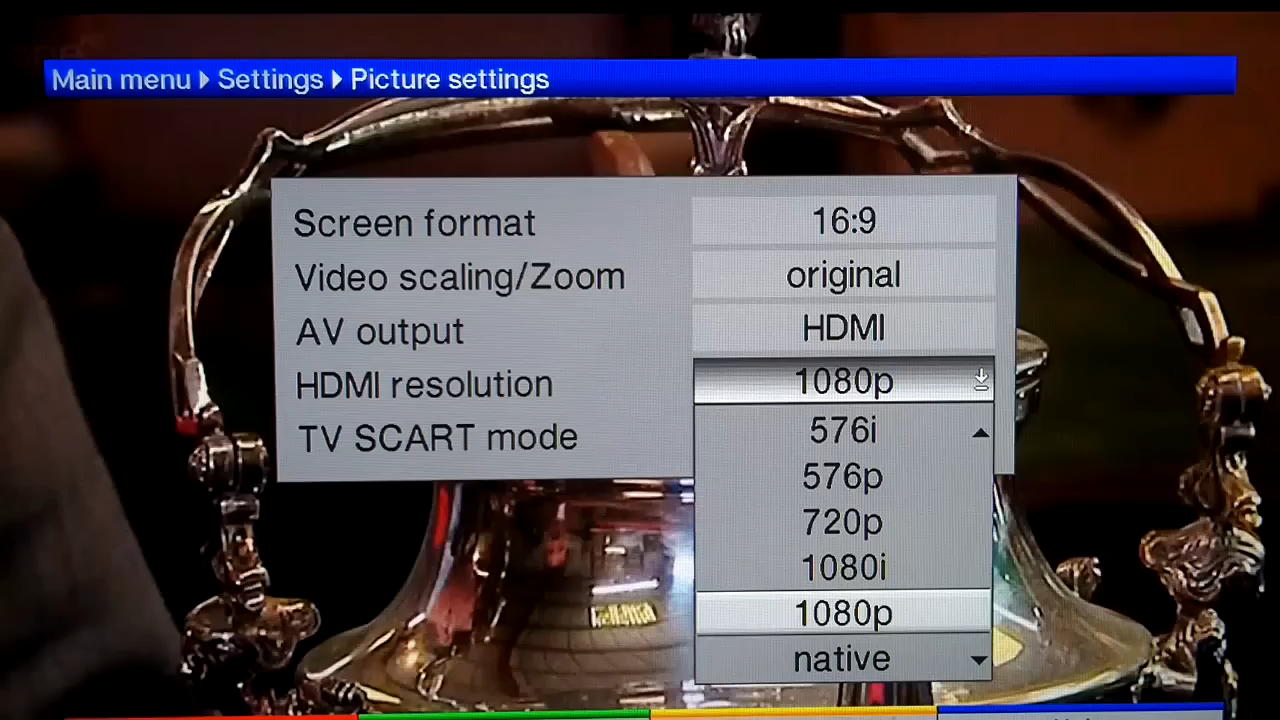 Main menu Settings Picture settings
Screen format 16:9
Video scaling/Zoom original
AV output HDMI
HDMI resolution 1080p
TV SCART mode
576i
576p
720p
1080i
1080p
native